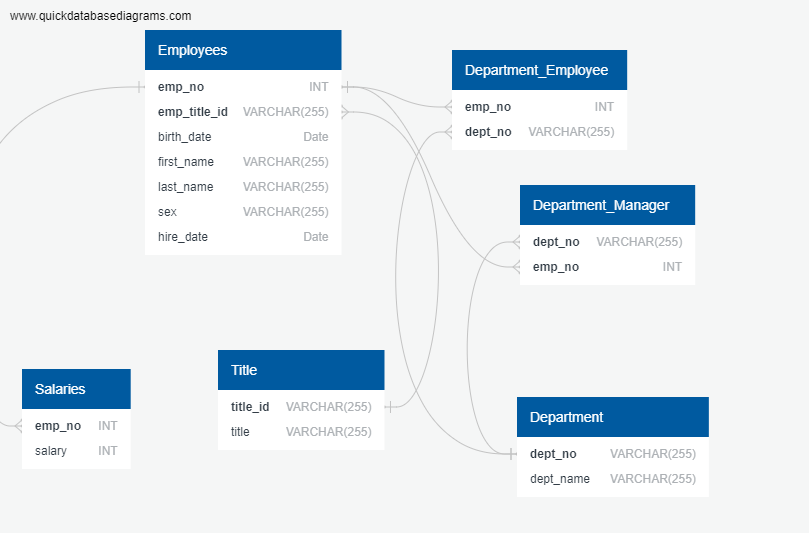 www.quickdatabasediagrams.com
Employees
emp_no INT
emp_title_id VARCHAR(255)
birth_date Date
first_name VARCHAR(255)
last_name VARCHAR(255)
sex VARCHAR(255)
hire_date Date
Department_Employee
emp_no INT
dept_no VARCHAR(255)
Department_Manager
dept_no VARCHAR(255)
emp_no INT
Salaries
emp_no INT
salary INT
Title
title_id VARCHAR(255)
title VARCHAR(255)
Department
dept_no VARCHAR(255)
dept_name VARCHAR(255)